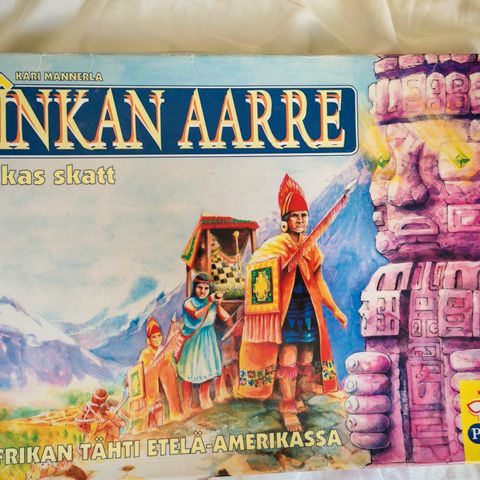 KARI MANNERLA
INKAN AARRE
kas skatt
FRIKAN TÄHTI ETELÄ-AMERIKASSA
P